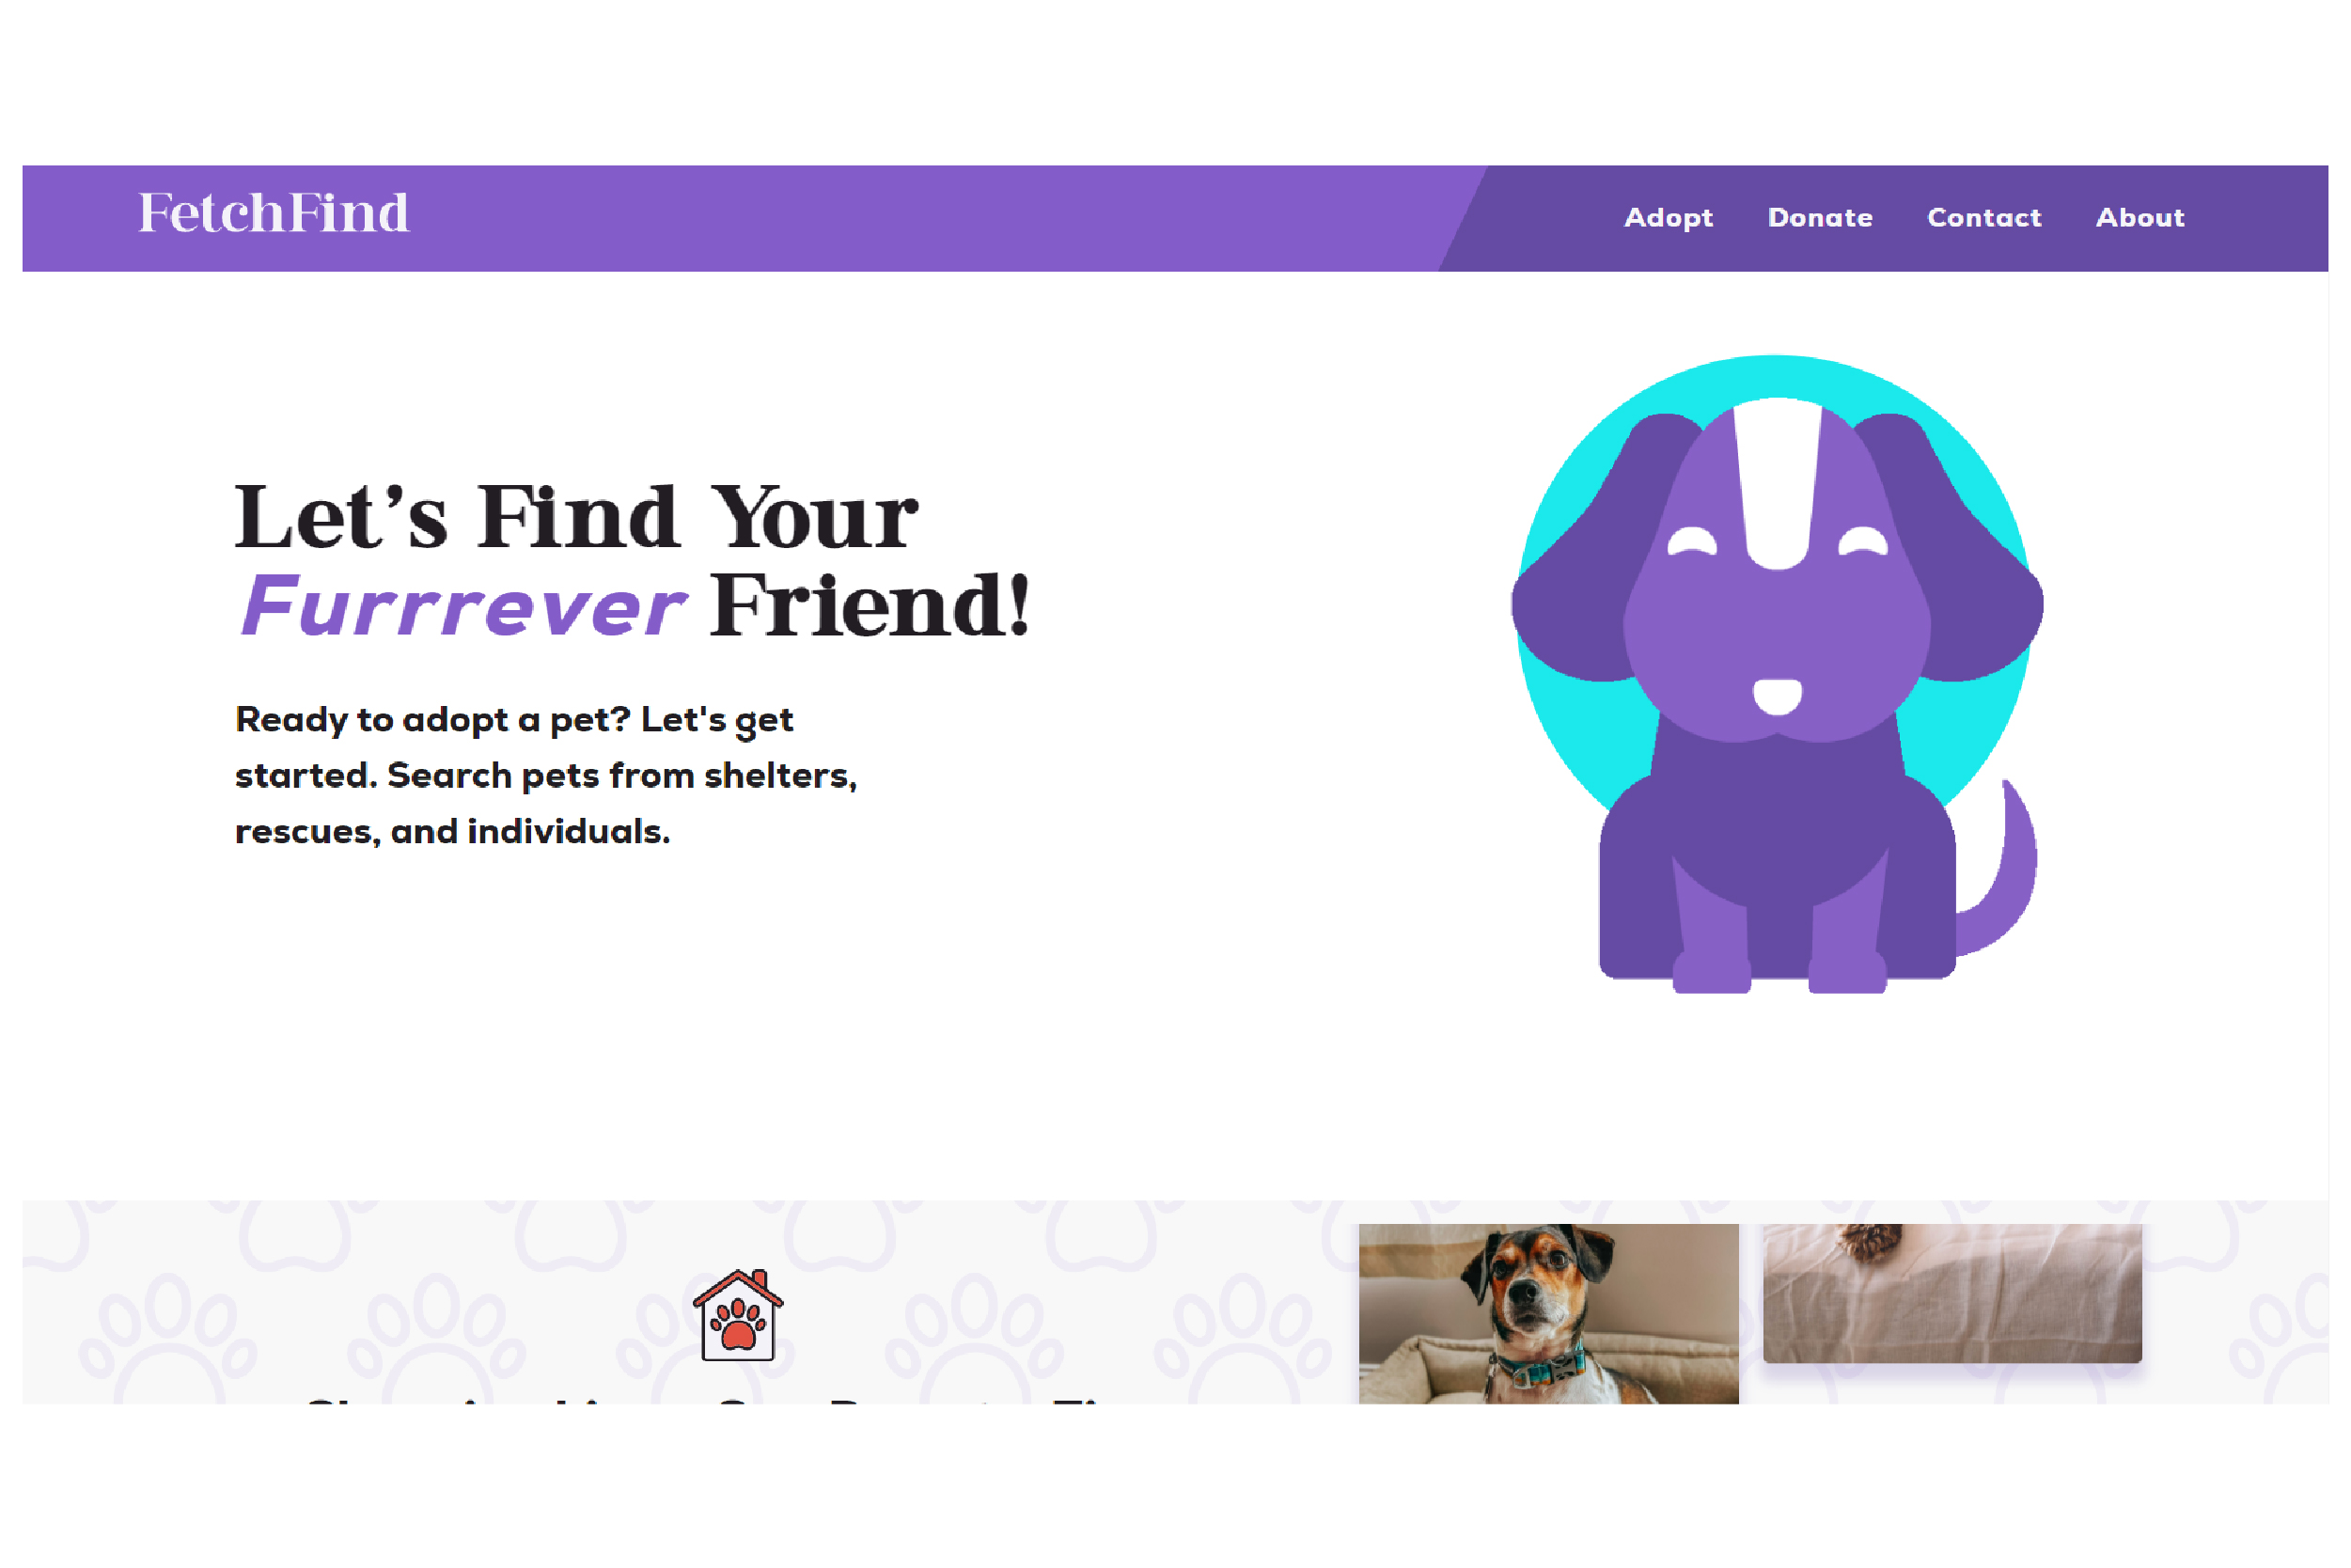 FetchFind
Adopt Donate Contact About
Let’s Find Your
Furrrever Friend!
Ready to adopt a pet? Let's get
started. Search pets from shelters,
rescues, and individuals.